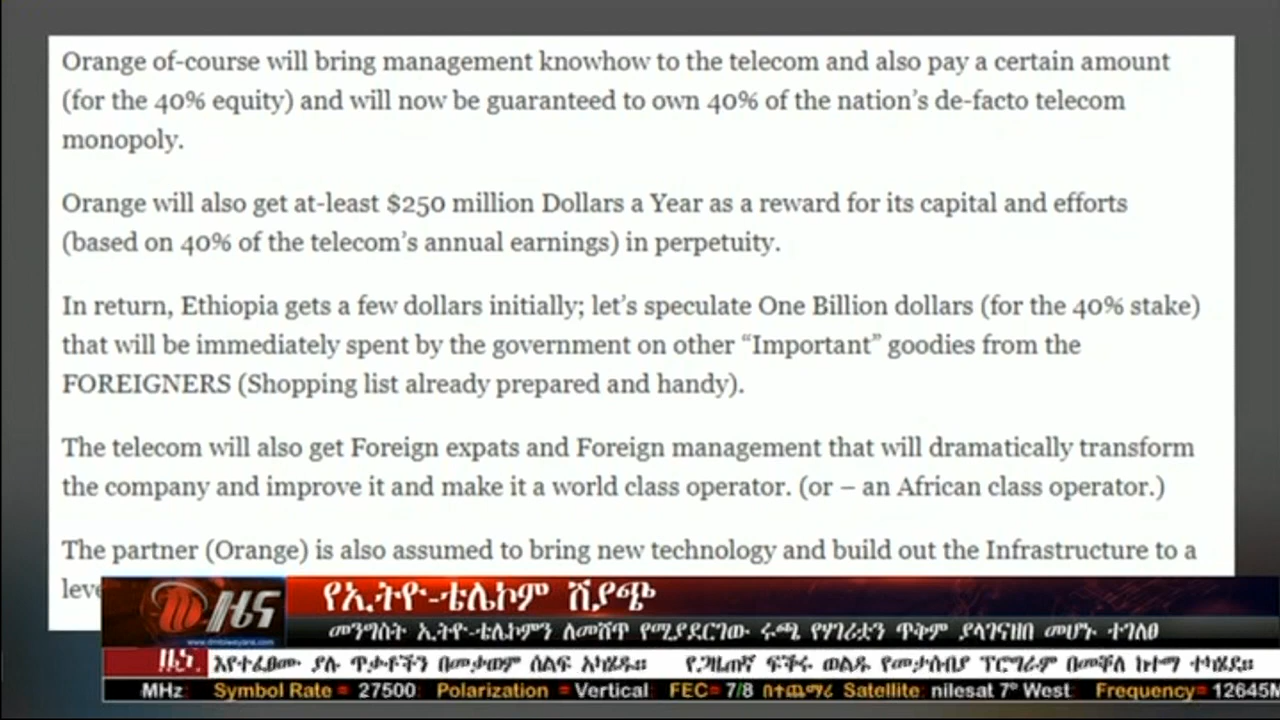 Orange of-course will bring management knowhow to the telecom and also pay a certain amount
(for the 40% equity) and will now be guaranteed to own 40% of the nation's de-facto telecom
monopoly.
Orange will also get at-least $250 million Dollars a Year as a reward for its capital and efforts
(based on 40% of the telecom's annual earnings) in perpetuity.
In return, Ethiopia gets a few dollars initially; let's speculate One Billion dollars (for the 40% stake)
that will be immediately spent by the government on other “Important” goodies from the
FOREIGNERS (Shopping list already prepared and handy).
The telecom will also get Foreign expats and Foreign management that will dramatically transform
the company and improve it and make it a world class operator. (or – an African class operator.)
The partner (Orange) is also assumed to bring new technology and build out the Infrastructure to a
leve
ዜና
www.dimtsiweyane.com
የኢትዮ-ቴሌኮም ሽያጭ
መንግስት ኢትዮ-ቴሌኮምን ለመሸጥ የሚያደርገው ሩጫ የሃገሪቷን ጥቅም ያላገናዘበ መሆኑ ተገለፀ
ዜና እየተፈፀሙ ያሉ ጥቃቶችን በመቃወም ሰልፍ አካሄዱ። የጋዜጠኛ ፍችሩ ወልዱ የመታሰብያ ፕሮግራም በመቐለ ከተማ ተካሄደ።
MHz Symbol Rate = 27500 Polarization = Vertical FEC= 7/8 በተጨማሪ Satellite: nilesat 7° West Frequency= 12645M